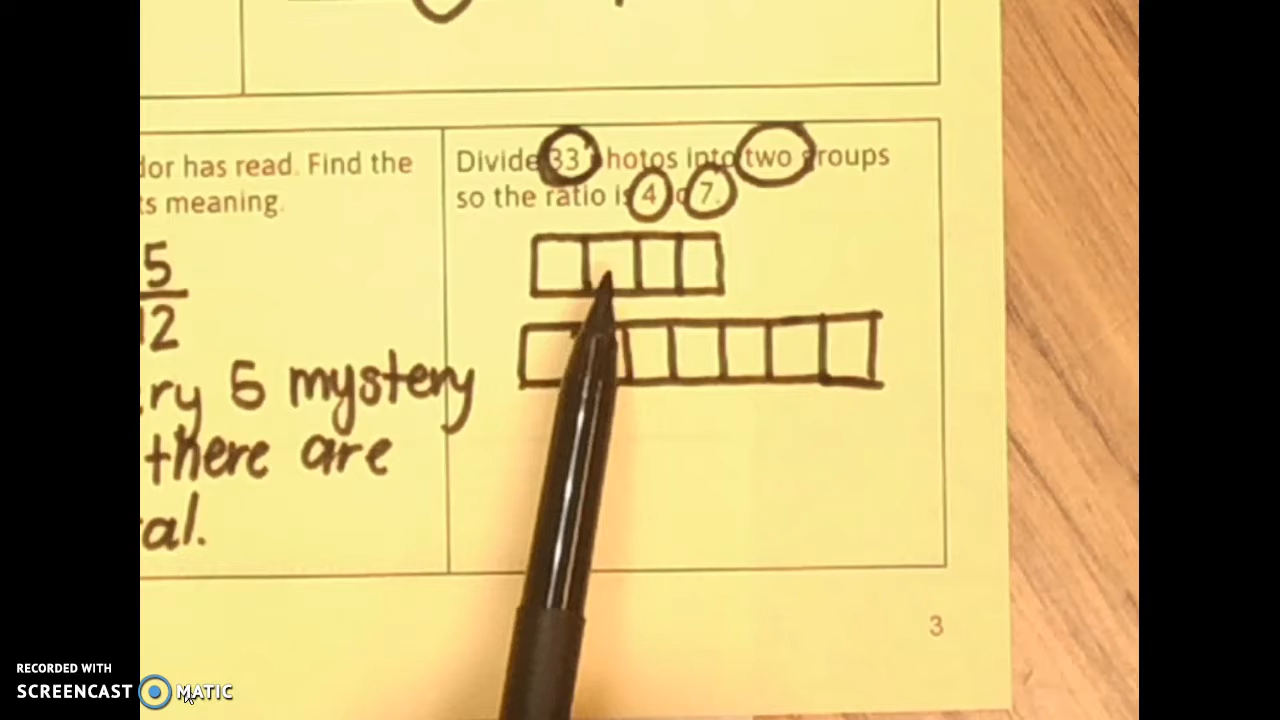 dor has read. Find the
s meaning.
5
12
ry 5 mystery
there are
al.
Divide 33 photos into two groups
so the ratio is 4 to 7.
3
RECORDED WITH
SCREENCAST MATIC